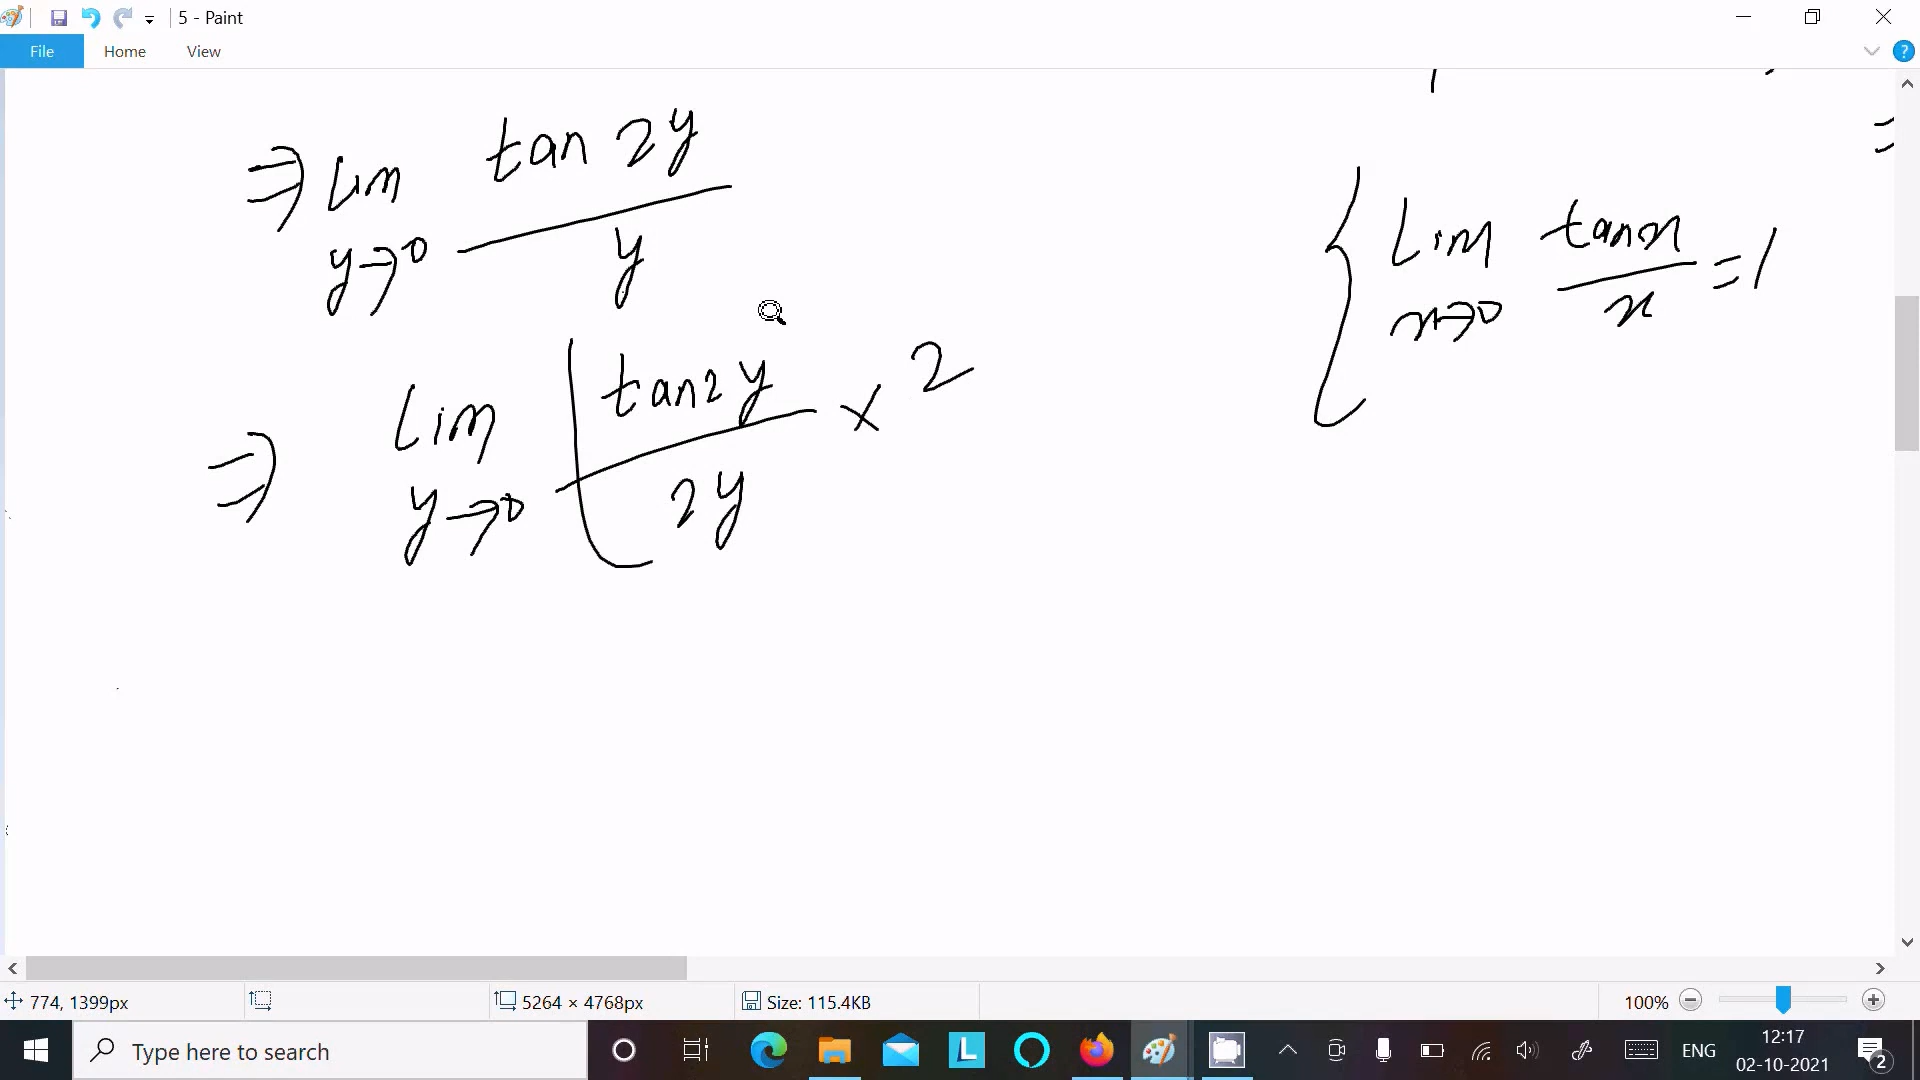 5 - Paint
File Home View
⇒ Lim tan 2y
y→0 y
=
Lim tanx = 1
x→0 x
⇒ Lim tan2y × 2
y→0 2y
774, 1399px 5264 × 4768px Size: 115.4KB 100%
Type here to search
L
ENG
12:17
02-10-2021
2